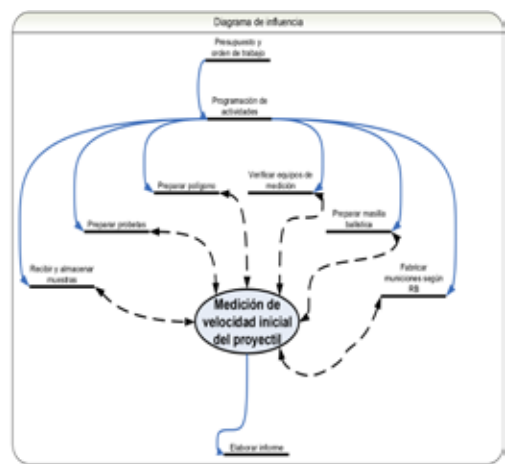 Diagrama de influencia
Presupuesto y
orden de trabajo
Programación de
actividades
Preparar polígono
Verificar equipos de
medición
Preparar probetas
Preparar masilla
balística
Recibir y almacenar
muestras
Fabricar
municiones según
RB
Medición de
velocidad inicial
del proyectil
Elaborar informe